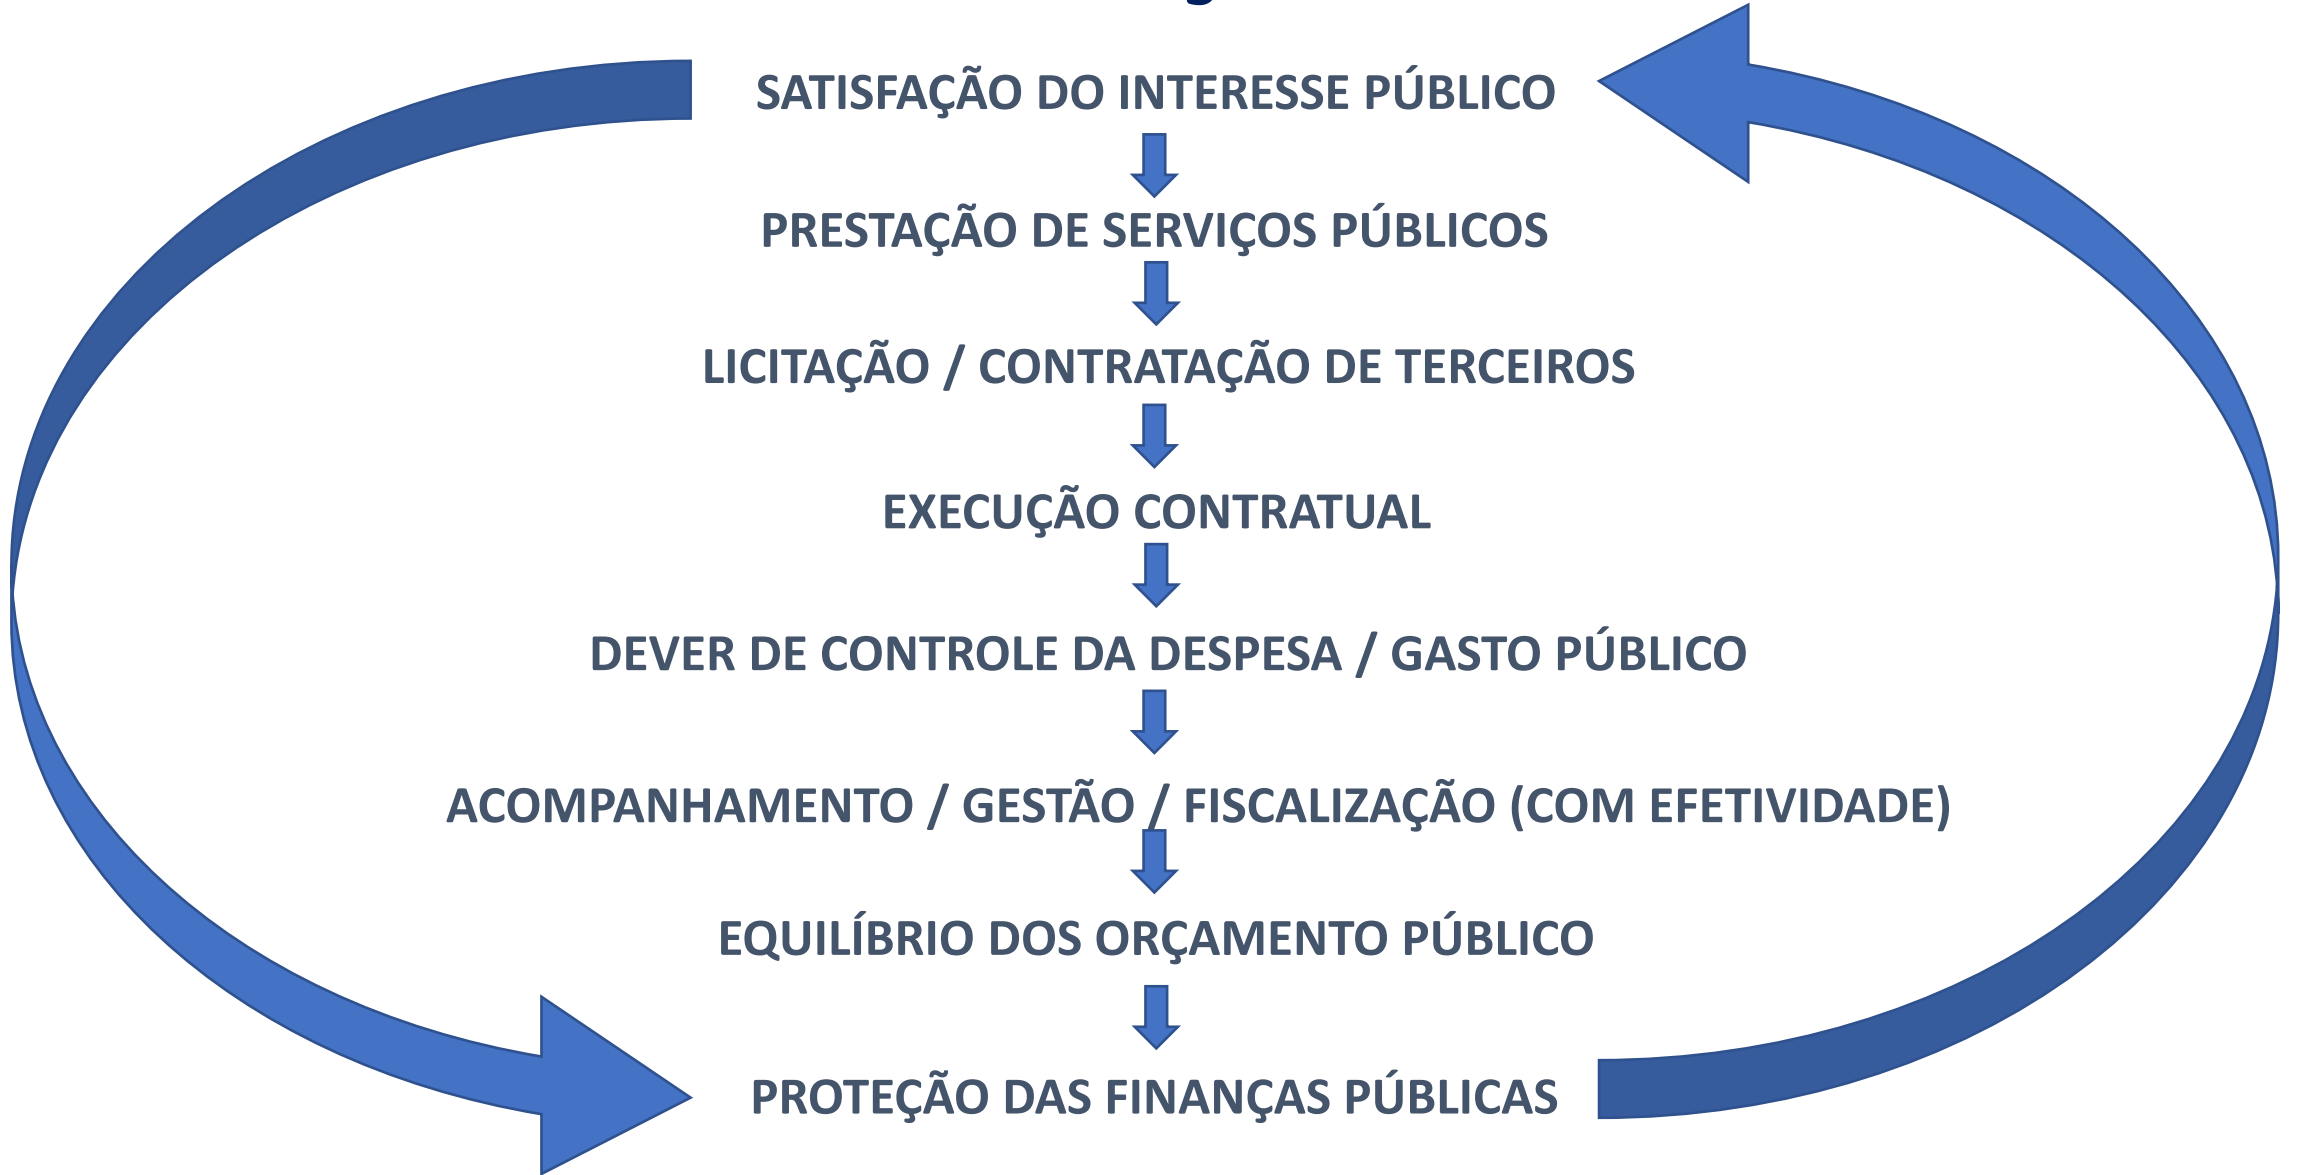 SATISFAÇÃO DO INTERESSE PÚBLICO
PRESTAÇÃO DE SERVIÇOS PÚBLICOS
LICITAÇÃO / CONTRATAÇÃO DE TERCEIROS
EXECUÇÃO CONTRATUAL
DEVER DE CONTROLE DA DESPESA / GASTO PÚBLICO
ACOMPANHAMENTO / GESTÃO / FISCALIZAÇÃO (COM EFETIVIDADE)
EQUILÍBRIO DOS ORÇAMENTO PÚBLICO
PROTEÇÃO DAS FINANÇAS PÚBLICAS